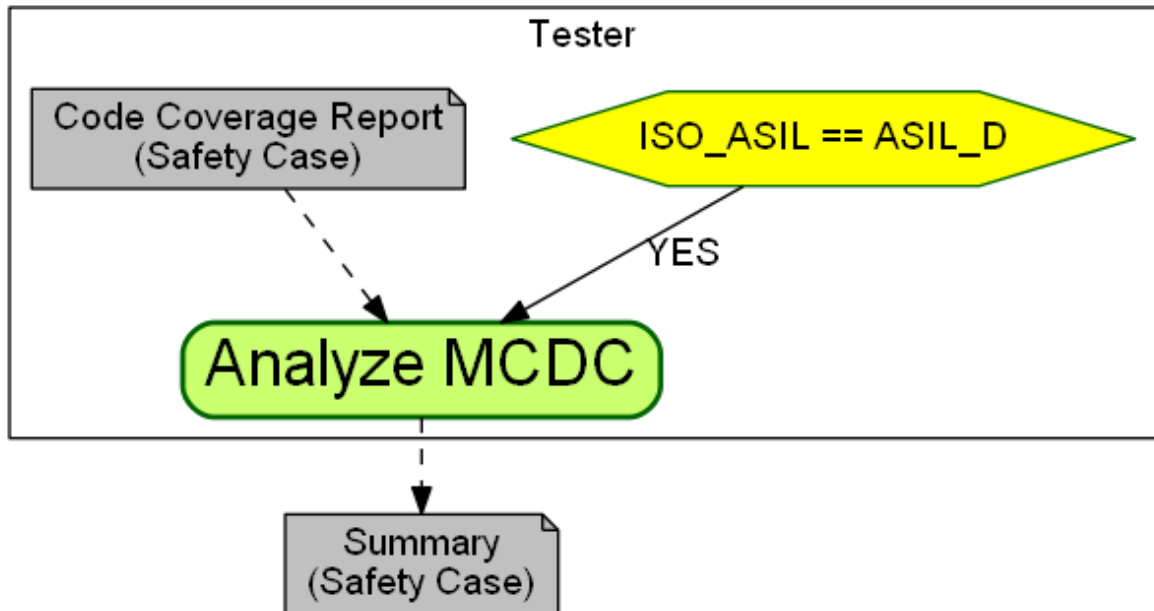 Tester
Code Coverage Report
(Safety Case)
ISO_ASIL == ASIL_D
YES
Analyze MCDC
Summary
(Safety Case)